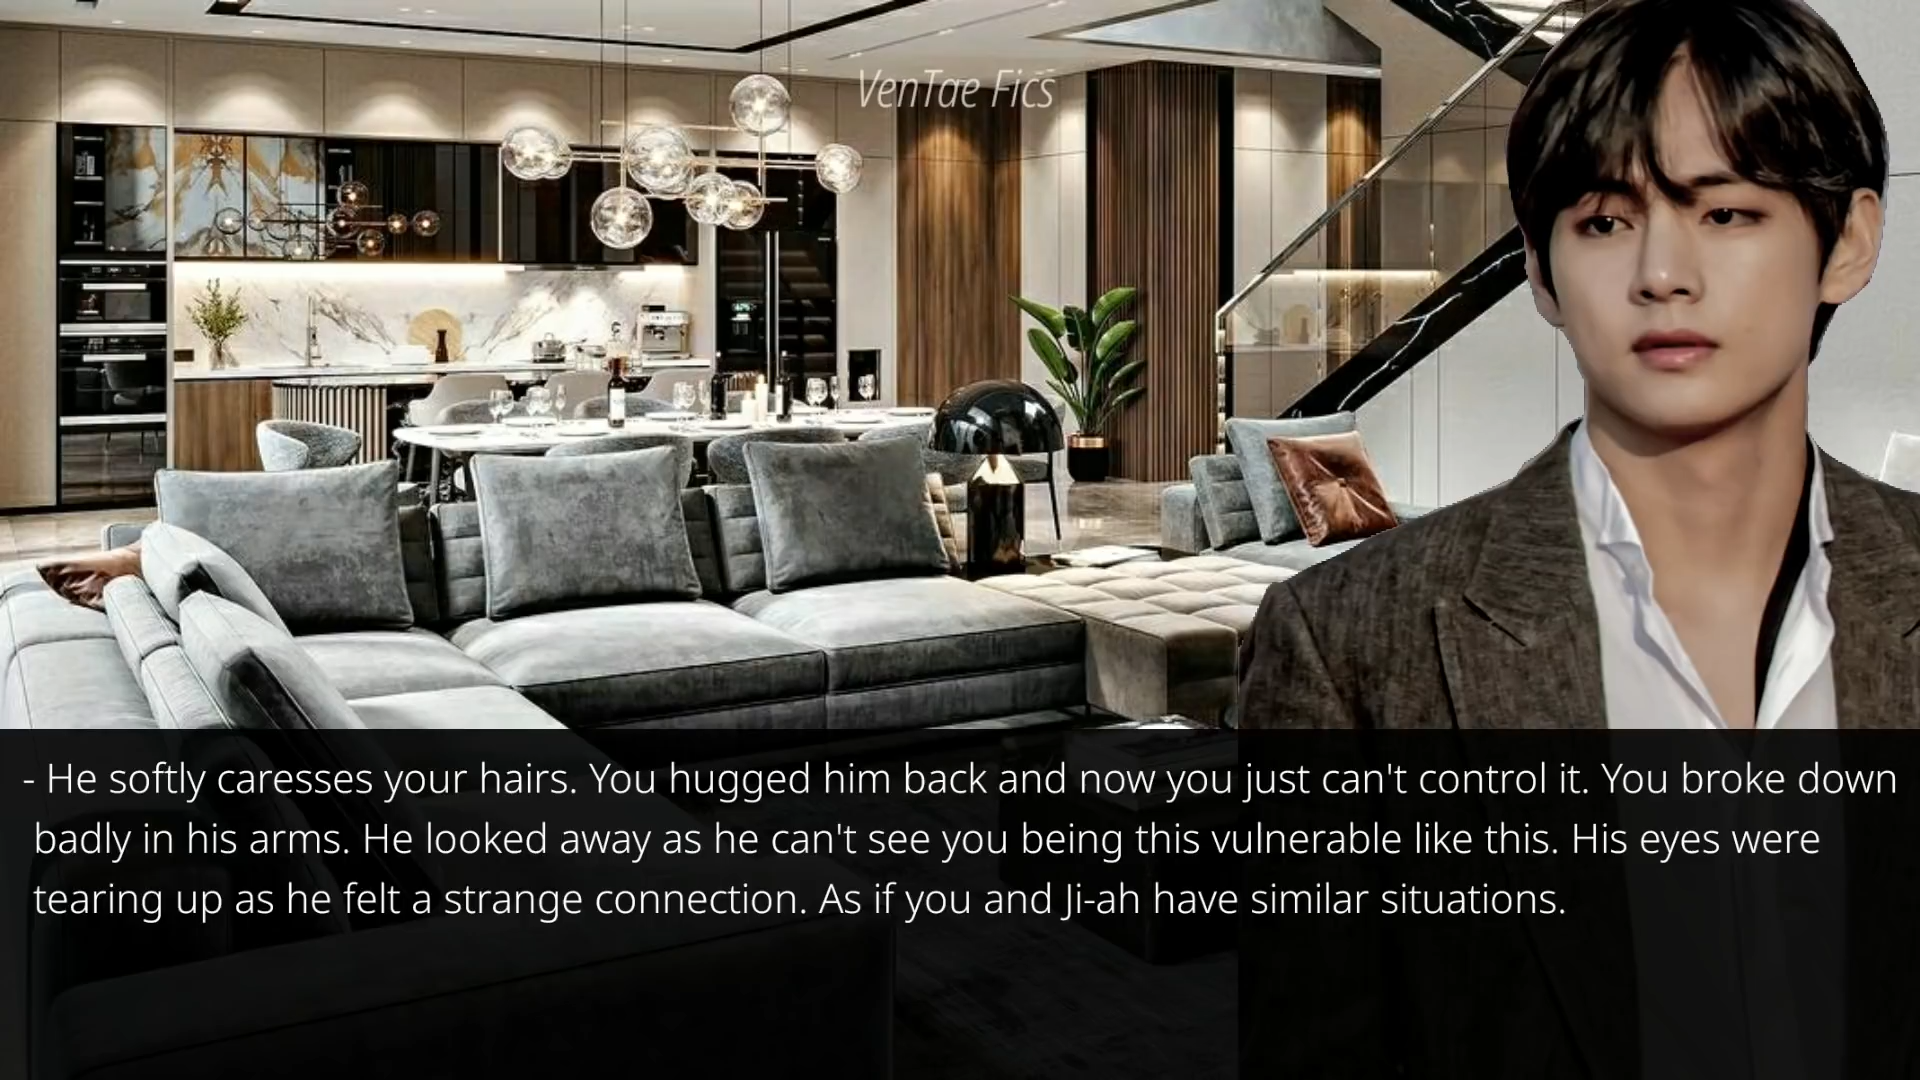 VenTae Fics
- He softly caresses your hairs. You hugged him back and now you just can't control it. You broke down
badly in his arms. He looked away as he can't see you being this vulnerable like this. His eyes were
tearing up as he felt a strange connection. As if you and Ji-ah have similar situations.